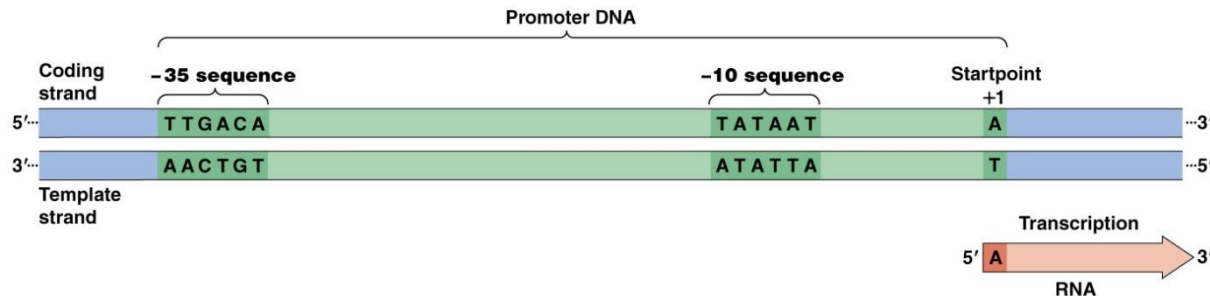 Promoter DNA
Coding strand
–35 sequence
–10 sequence
Startpoint
+1
5′··· TTGACA TATAAT A ···3′
3′··· AACTGT ATATTA T ···5′
Template strand
Transcription
5′ A 3′
RNA